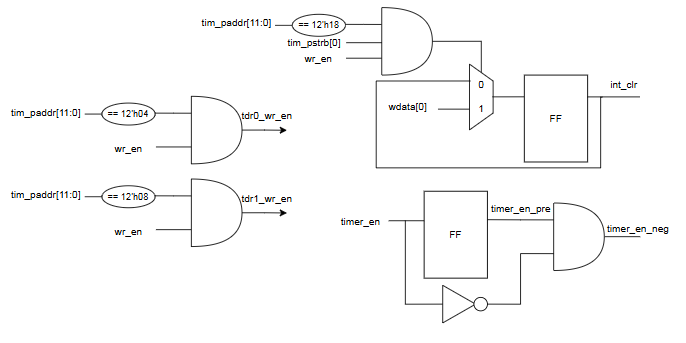 tim_paddr[11:0]
== 12'h18
tim_pstrb[0]
wr_en
0
1
wdata[0]
FF
int_clr
tim_paddr[11:0]
== 12'h04
wr_en
tdr0_wr_en
tim_paddr[11:0]
== 12'h08
wr_en
tdr1_wr_en
timer_en
FF
timer_en_pre
timer_en_neg